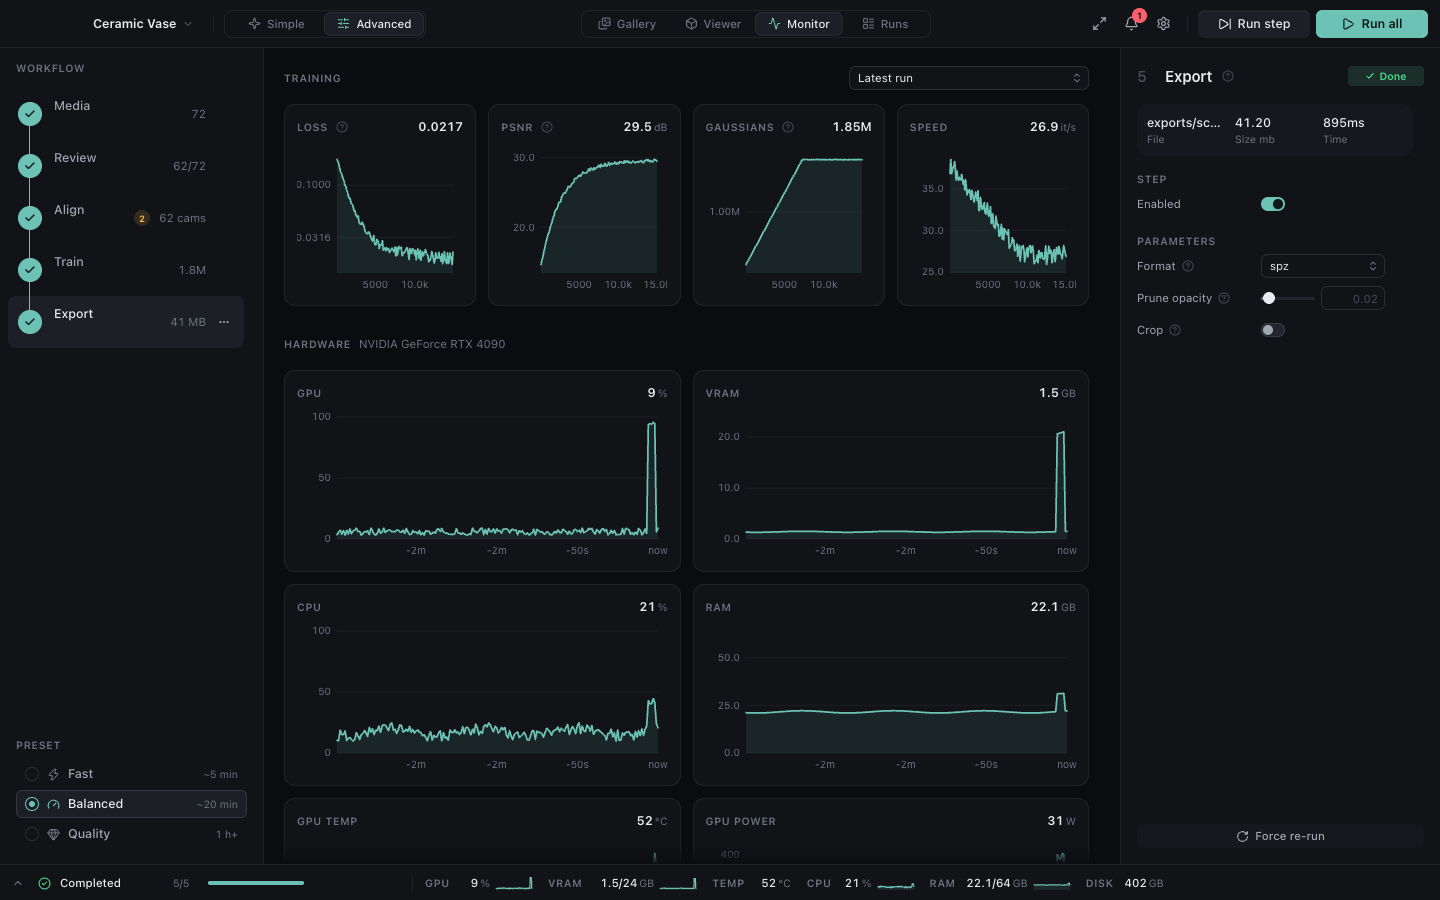 Ceramic Vase
Simple
Advanced
Gallery
Viewer
Monitor
Runs
1
Run step
Run all
WORKFLOW
Media
72
Review
62/72
Align
2
62 cams
Train
1.8M
Export
41 MB
PRESET
Fast
~5 min
Balanced
~20 min
Quality
1 h+
TRAINING
Latest run
LOSS
0.0217
0.1000
0.0316
5000 10.0k
PSNR
29.5 dB
30.0
20.0
5000 10.0k 15.0
GAUSSIANS
1.85M
1.00M
5000 10.0k
SPEED
26.9 it/s
35.0
30.0
25.0
5000 10.0k 15.0
HARDWARE NVIDIA GeForce RTX 4090
GPU
9 %
100
50
0
-2m -2m -50s now
VRAM
1.5 GB
20.0
10.0
0.0
-2m -2m -50s now
CPU
21 %
100
50
0
-2m -2m -50s now
RAM
22.1 GB
50.0
25.0
0.0
-2m -2m -50s now
GPU TEMP
52 °C
GPU POWER
31 W
400
5 Export
Done
exports/sc...
File
41.20
Size mb
895ms
Time
STEP
Enabled
PARAMETERS
Format
spz
Prune opacity
0.02
Crop
Force re-run
Completed
5/5
GPU 9 %
VRAM 1.5/24 GB
TEMP 52 °C
CPU 21 %
RAM 22.1/64 GB
DISK 402 GB